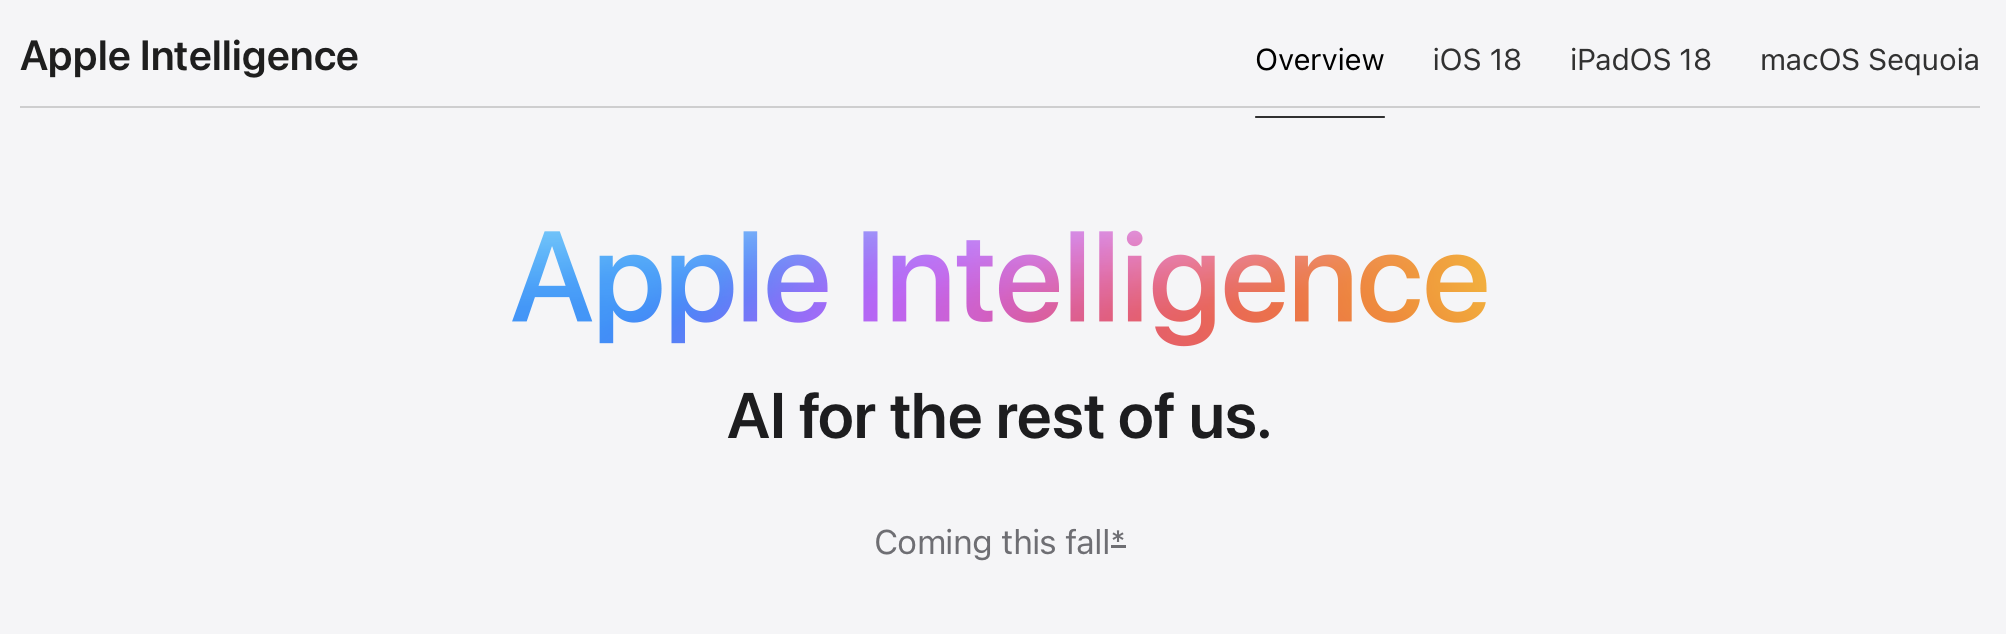 Apple Intelligence
Overview iOS 18 iPadOS 18 macOS Sequoia
Apple Intelligence
AI for the rest of us.
Coming this fall*